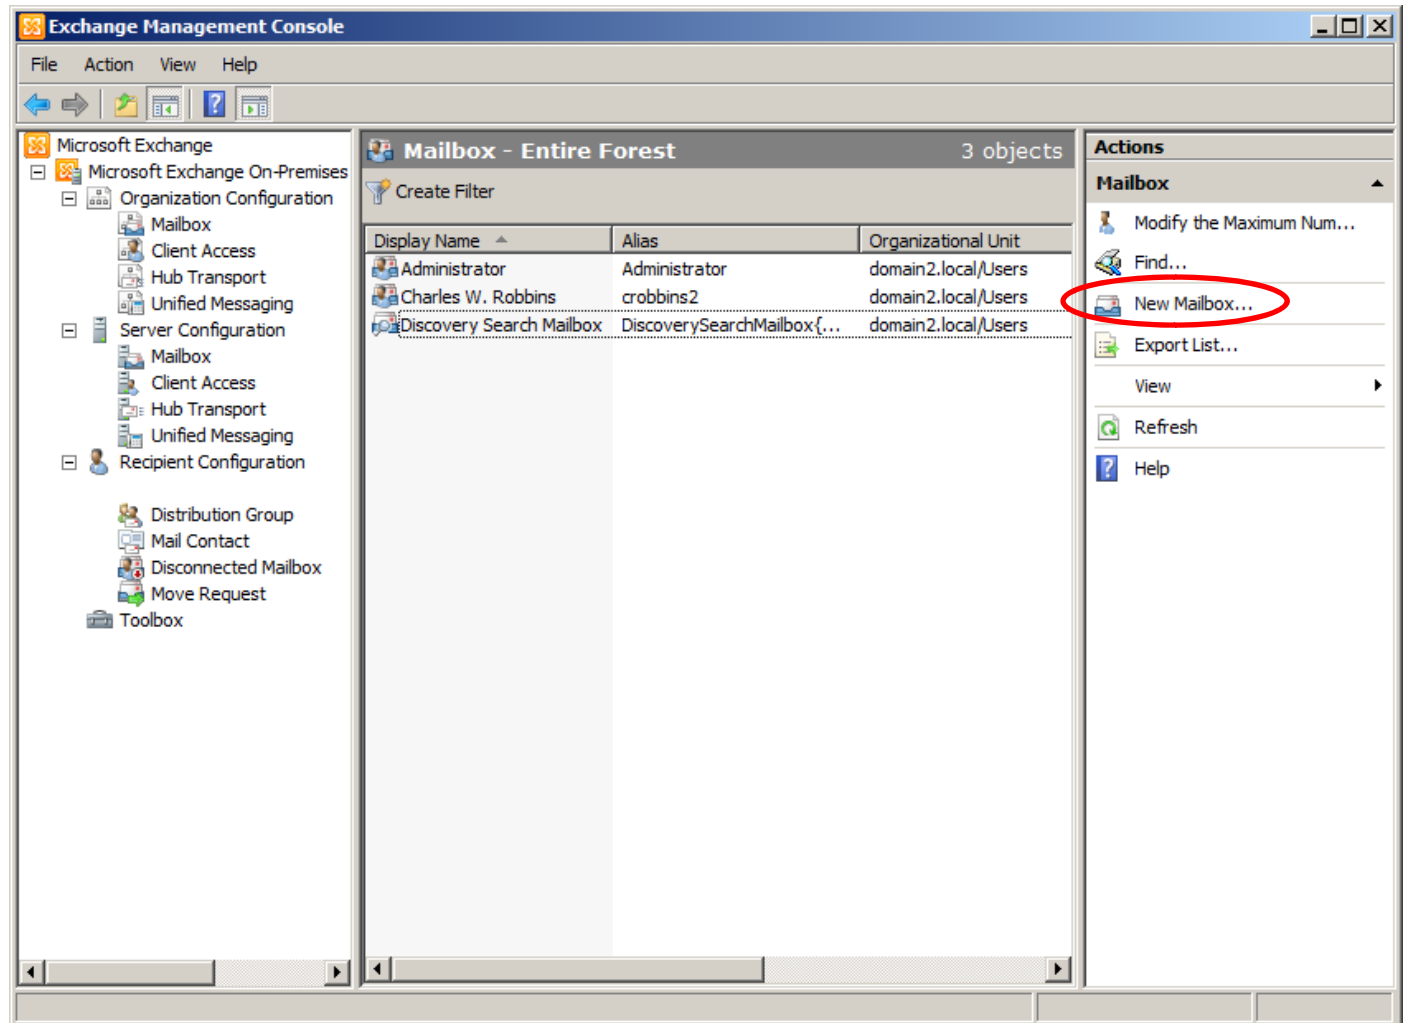 Exchange Management Console
File Action View Help
Microsoft Exchange
Microsoft Exchange On-Premises
Organization Configuration
Mailbox
Client Access
Hub Transport
Unified Messaging
Server Configuration
Mailbox
Client Access
Hub Transport
Unified Messaging
Recipient Configuration
Distribution Group
Mail Contact
Disconnected Mailbox
Move Request
Toolbox
Mailbox - Entire Forest 3 objects
Create Filter
Display Name Alias Organizational Unit
Administrator Administrator domain2.local/Users
Charles W. Robbins crobbins2 domain2.local/Users
Discovery Search Mailbox DiscoverySearchMailbox{... domain2.local/Users
Actions
Mailbox
Modify the Maximum Num...
Find...
New Mailbox...
Export List...
View
Refresh
Help